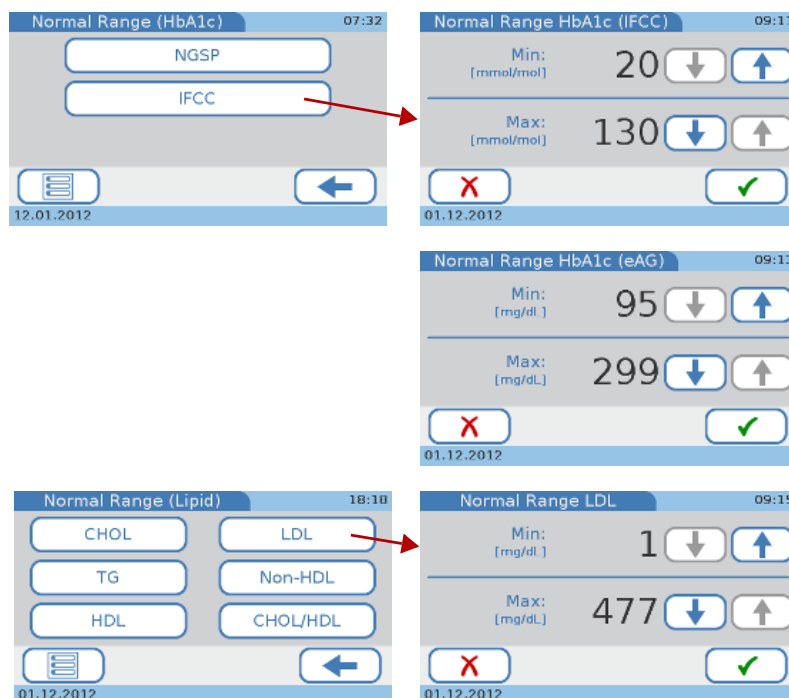 Normal Range (HbA1c) 07:32
NGSP
IFCC
12.01.2012
Normal Range HbA1c (IFCC)
Min:
[mmol/mol]
20
Max:
[mmol/mol]
130
01.12.2012
Normal Range HbA1c (eAG)
Min:
[mg/dL]
95
Max:
[mg/dL]
299
01.12.2012
Normal Range (Lipid) 18:18
CHOL LDL
TG Non-HDL
HDL CHOL/HDL
01.12.2012
Normal Range LDL 09:15
Min:
[mg/dL]
1
Max:
[mg/dL]
477
01.12.2012